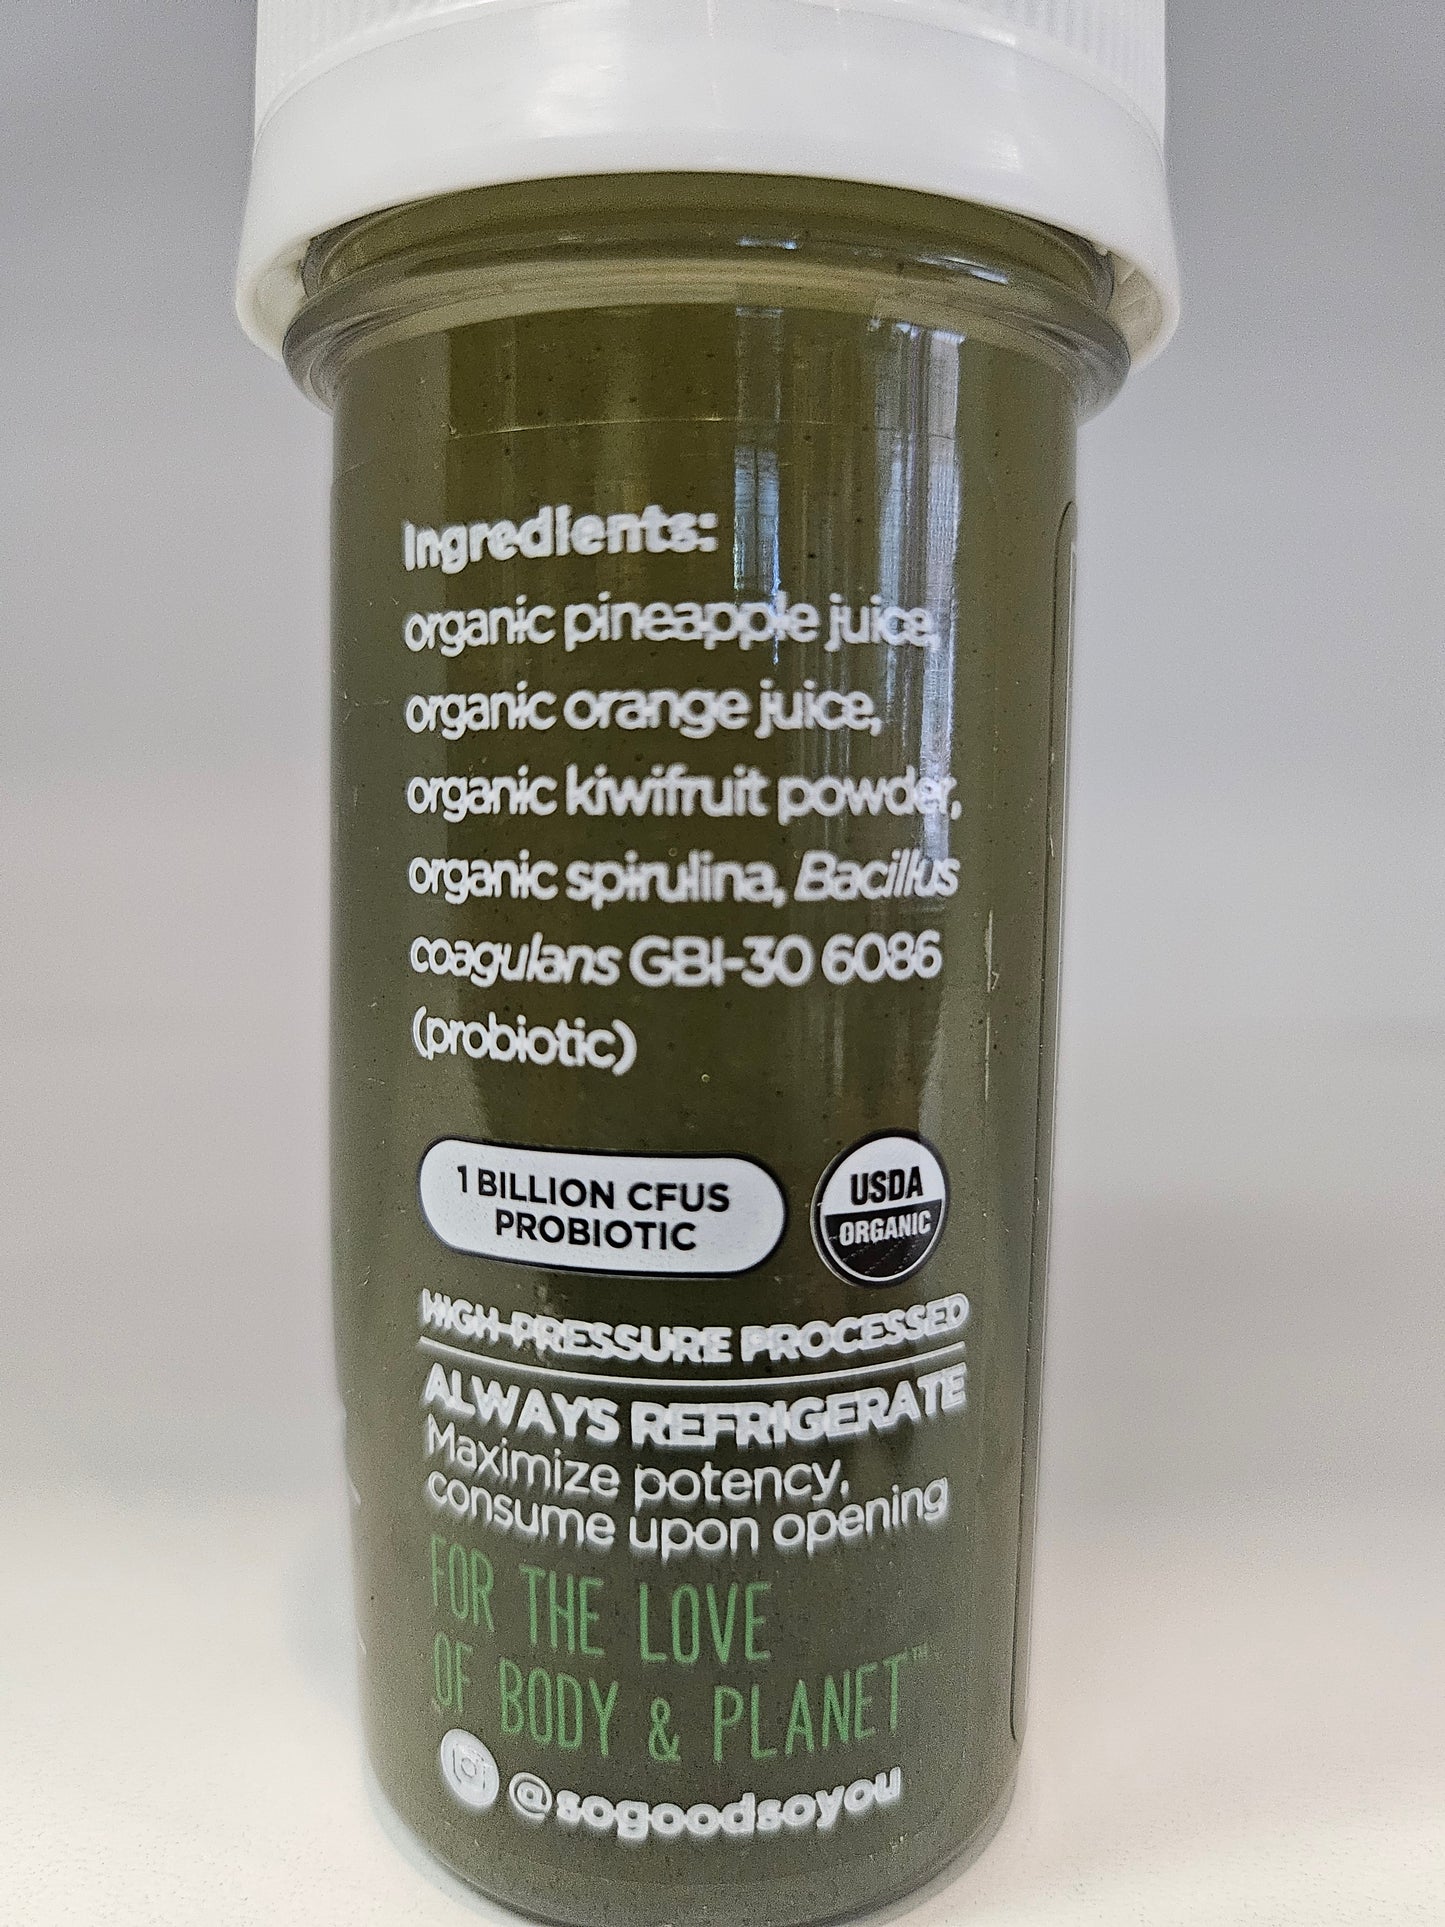 Ingredients:
organic pineapple juice,
organic orange juice,
organic kiwifruit powder,
organic spirulina, Bacillus
coagulans GBI-30 6086
(probiotic)
1 BILLION CFUS
PROBIOTIC
USDA
ORGANIC
HIGH-PRESSURE PROCESSED
ALWAYS REFRIGERATE
Maximize potency,
consume upon opening
FOR THE LOVE
OF BODY & PLANET™
@sogoodsoyou